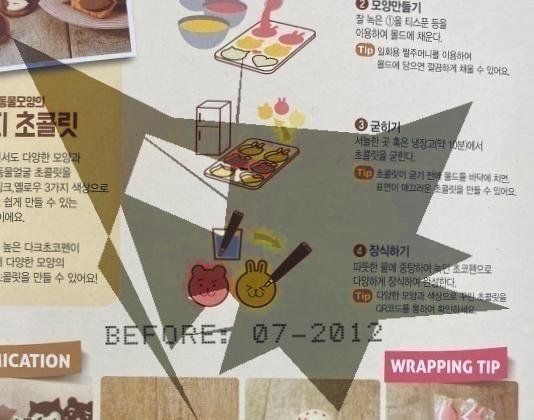 ② 모양만들기
잘 녹은 ①을 티스푼 등을
이용하여 몰드에 채운다.
Tip 일회용 짤주머니를 이용하여
몰드에 담으면 깔끔하게 채울 수 있어요.
동물모양의
초콜릿
서도 다양한 모양과
동물얼굴 초콜릿을
핑크,옐로우 3가지 색상으로
쉽게 만들 수 있는
이에요.
높은 다크초코펜이
다양한 모양의
초콜릿을 만들 수 있어요!
③ 굳히기
서늘한 곳 혹은 냉장고(약 10분)에서
초콜릿을 굳힌다.
Tip 초콜릿이 굳기 전에 몰드를 바닥에 치면,
표면이 매끄러운 초콜릿을 만들 수 있어요.
④ 장식하기
따뜻한 물에 중탕하여 녹인 초코펜으로
다양하게 장식하여 완성한다.
Tip 다양한 모양과 색상으로 꾸민 초콜릿을
QR코드를 통하여 확인하세요.
BEFORE: 07-2012
NICATION
WRAPPING TIP